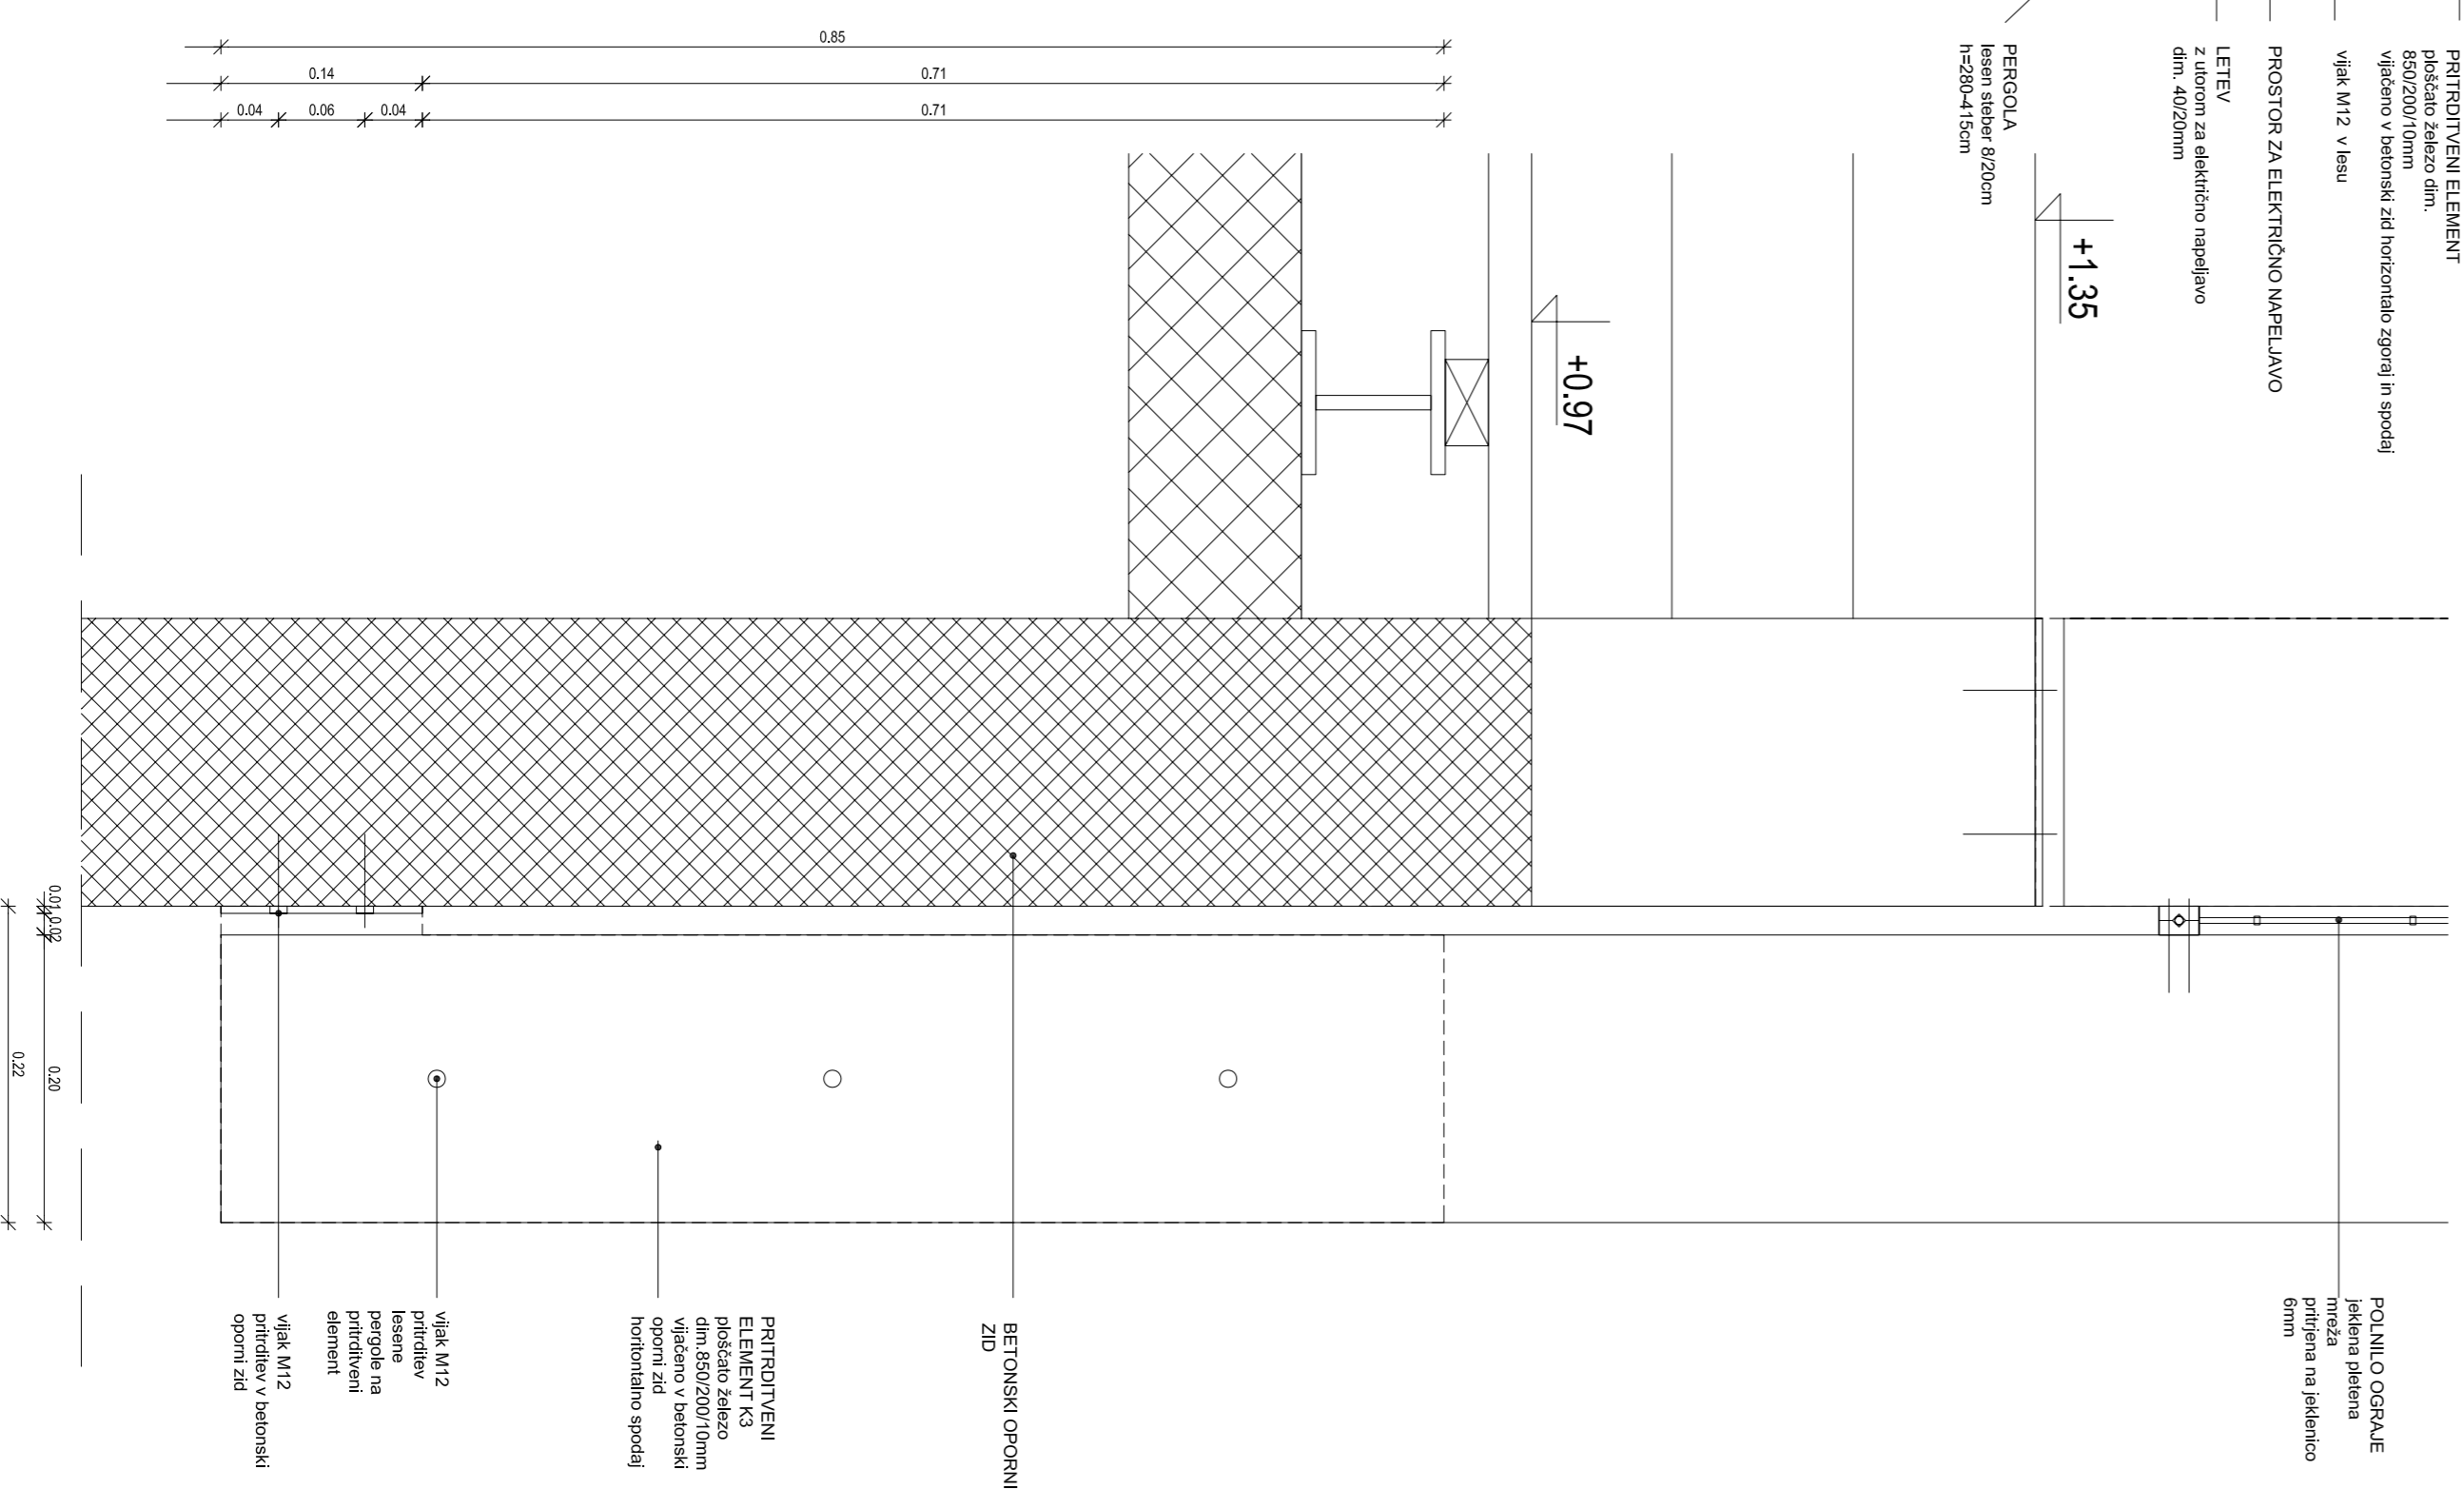 PRITRDITVENI ELEMENT
ploščato železo dim.
850/200/10mm
vijačeno v betonski zid horizontalo zgoraj in spodaj
vijak M12 v lesu
PROSTOR ZA ELEKTRIČNO NAPELJAVO
LETEV
z utorom za električno napeljavo
dim. 40/20mm
PERGOLA
lesen steber 8/20cm
h=280-415cm
+1.35
+0.97
0.85
0.14
0.71
0.04
0.06
0.04
0.71
0.01
0.02
0.20
0.22
POLNILO OGRAJE
jeklena pletena
mreža
pritrjena na jeklenico
6mm
BETONSKI OPORNI
ZID
PRITRDITVENI
ELEMENT K3
ploščato železo
dim.850/200/10mm
vijačeno v betonski
oporni zid
horitontalno spodaj
vijak M12
pritrditev
lesene
pergole na
pritrditveni
element
vijak M12
pritrditev v betonski
oporni zid